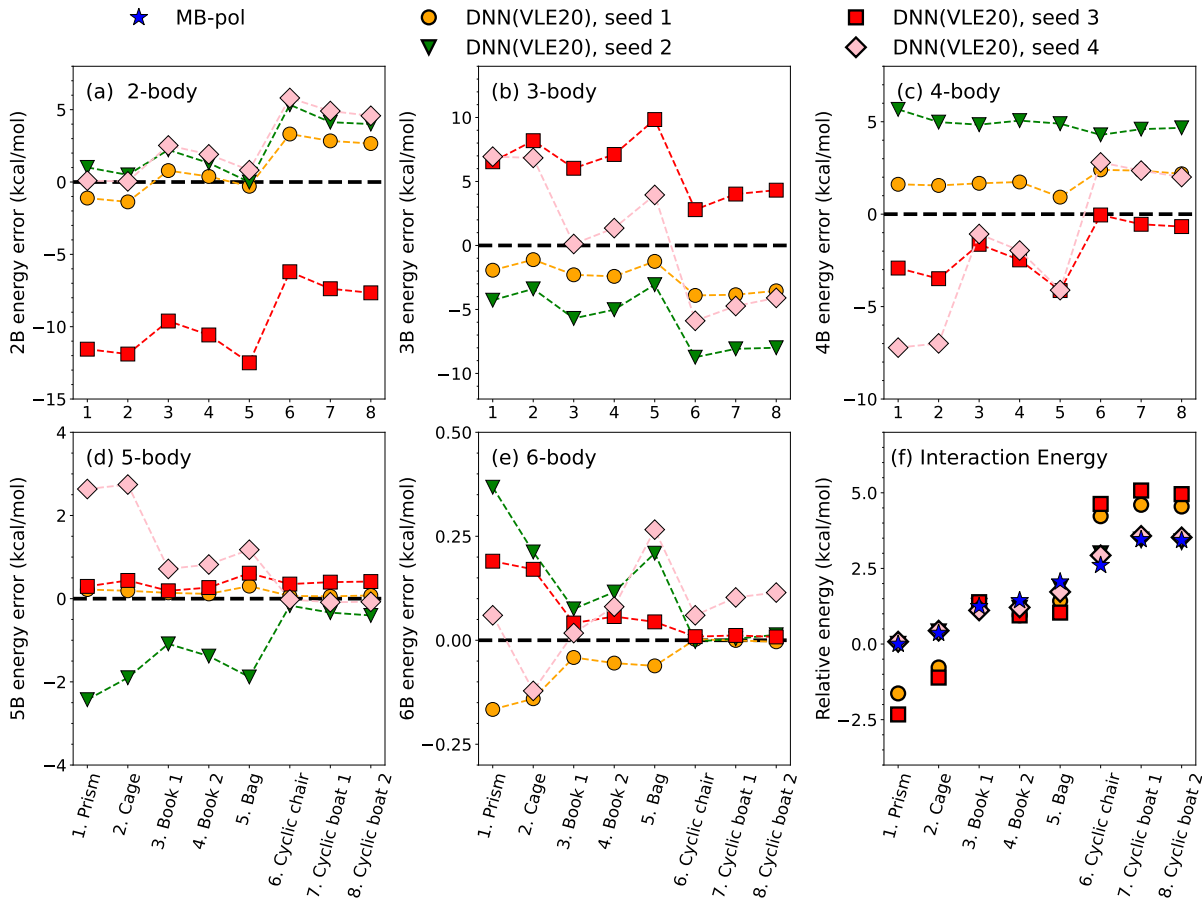 MB-pol
DNN(VLE20), seed 1
DNN(VLE20), seed 3
DNN(VLE20), seed 2
DNN(VLE20), seed 4
(a) 2-body
2B energy error (kcal/mol)
5
0
−5
−10
−15
1 2 3 4 5 6 7 8
(b) 3-body
3B energy error (kcal/mol)
10
5
0
−5
−10
1 2 3 4 5 6 7 8
(c) 4-body
4B energy error (kcal/mol)
5
0
−5
−10
1 2 3 4 5 6 7 8
(d) 5-body
5B energy error (kcal/mol)
4
2
0
−2
−4
1. Prism
2. Cage
3. Book 1
4. Book 2
5. Bag
6. Cyclic chair
7. Cyclic boat 1
8. Cyclic boat 2
(e) 6-body
6B energy error (kcal/mol)
0.50
0.25
0.00
−0.25
1. Prism
2. Cage
3. Book 1
4. Book 2
5. Bag
6. Cyclic chair
7. Cyclic boat 1
8. Cyclic boat 2
(f) Interaction Energy
Relative energy (kcal/mol)
5.0
2.5
0.0
−2.5
1. Prism
2. Cage
3. Book 1
4. Book 2
5. Bag
6. Cyclic chair
7. Cyclic boat 1
8. Cyclic boat 2